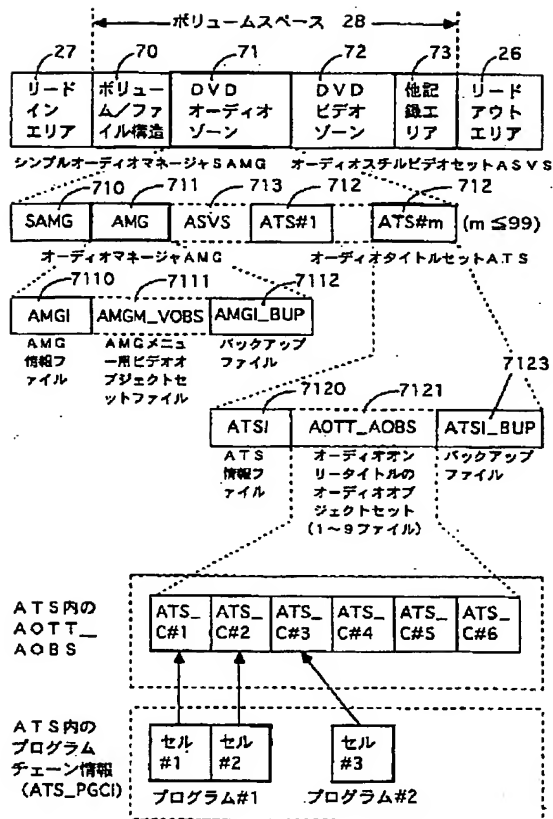 ボリュームスペース 28
27 70 71 72 73 26
リード
イン
エリア
ボリュー
ム/ファ
イル構造
DVD
オーディオ
ゾーン
DVD
ビデオ
ゾーン
他記
録エ
リア
リード
アウト
エリア
シンプルオーディオマネージャSAMG
オーディオスチルビデオセットASVS
710 711 713 712 712
SAMG AMG ASVS ATS#1 ATS#m (m≦99)
オーディオマネージャAMG
オーディオタイトルセットATS
7110 7111 7112
AMGI AMGM_VOBS AMGI_BUP
AMG
情報フ
ァイル
AMGメニュ
ー用ビデオオ
ブジェクトセ
ットファイル
バックアップ
ファイル
7120 7121 7123
ATSI AOTT_AOBS ATSI_BUP
ATS
情報フ
ァイル
オーディオオン
リータイトルの
オーディオオブ
ジェクトセット
(1~9ファイル)
バックアップ
ファイル
ATS内の
AOTT_
AOBS
ATS_
C#1
ATS_
C#2
ATS_
C#3
ATS_
C#4
ATS_
C#5
ATS_
C#6
ATS内の
プログラム
チェーン情報
(ATS_PGCI)
セル
#1
セル
#2
セル
#3
プログラム#1
プログラム#2